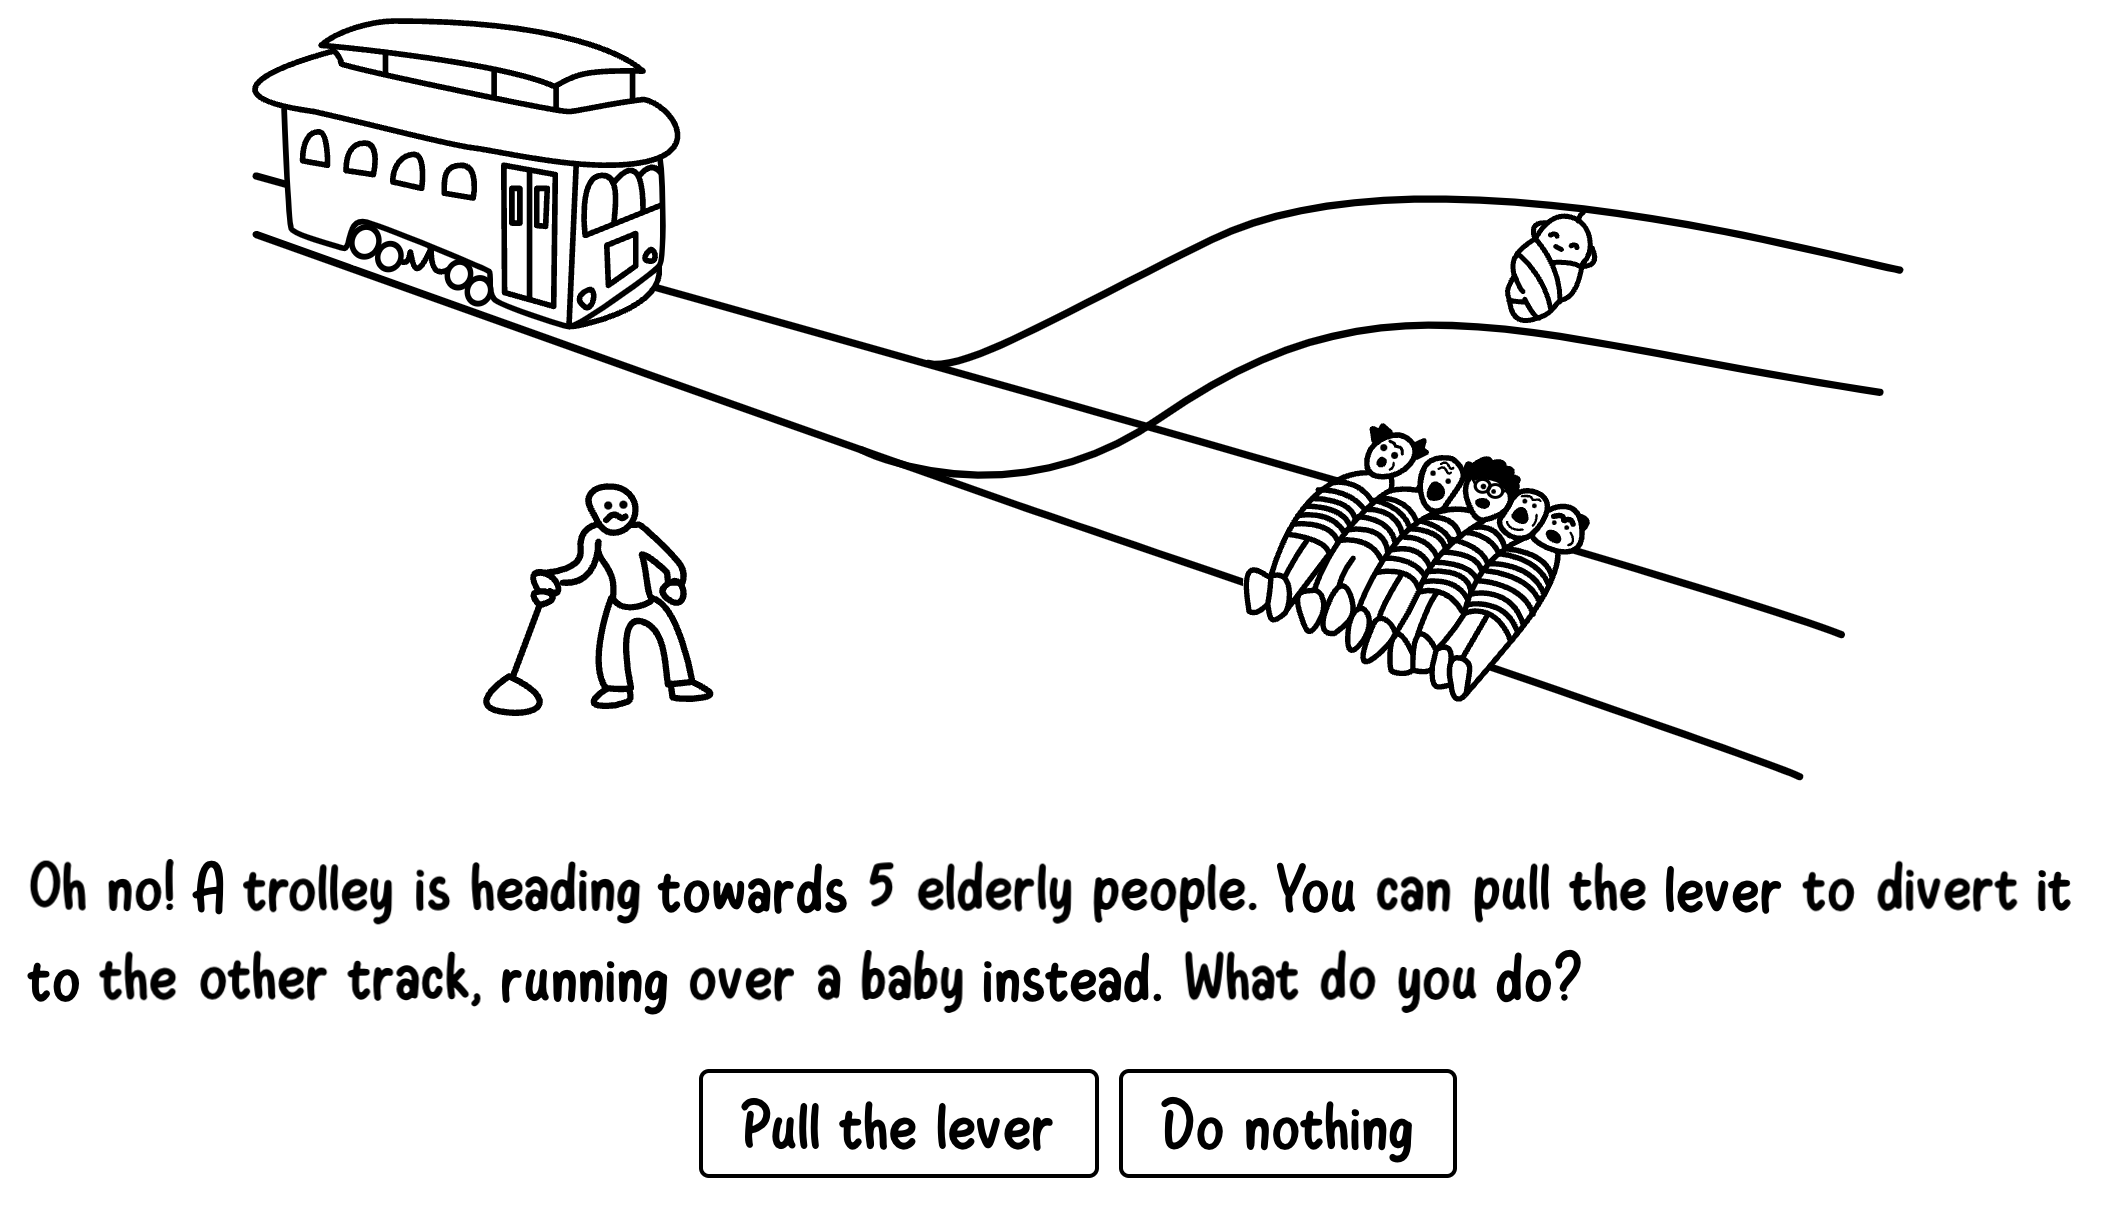 Oh no! A trolley is heading towards 5 elderly people. You can pull the lever to divert it
to the other track, running over a baby instead. What do you do?
Pull the lever
Do nothing